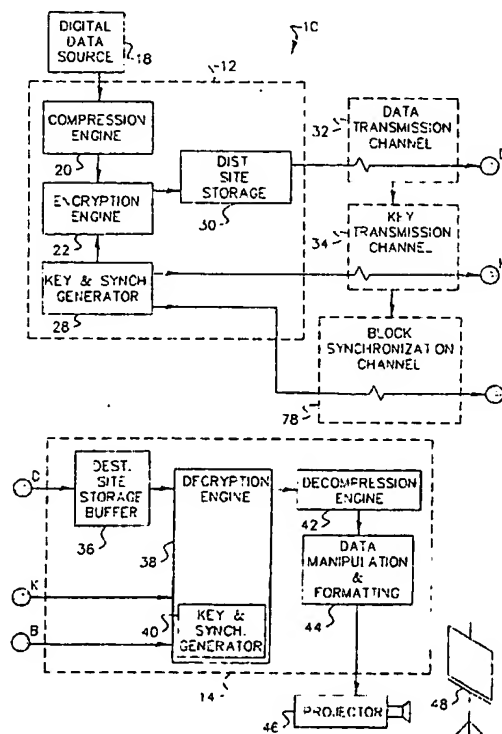 DIGITAL
DATA
SOURCE
18
10
12
COMPRESSION
ENGINE
20
ENCRYPTION
ENGINE
22
KEY & SYNCH
GENERATOR
28
DIST
SITE
STORAGE
30
32
DATA
TRANSMISSION
CHANNEL
34
KEY
TRANSMISSION
CHANNEL
BLOCK
SYNCHRONIZATION
CHANNEL
78
D
DEST.
SITE
STORAGE
BUFFER
36
DECRYPTION
ENGINE
38
K
B
40
KEY &
SYNCH.
GENERATOR
DECOMPRESSION
ENGINE
42
DATA
MANIPULATION
&
FORMATTING
44
14
46
PROJECTOR
48